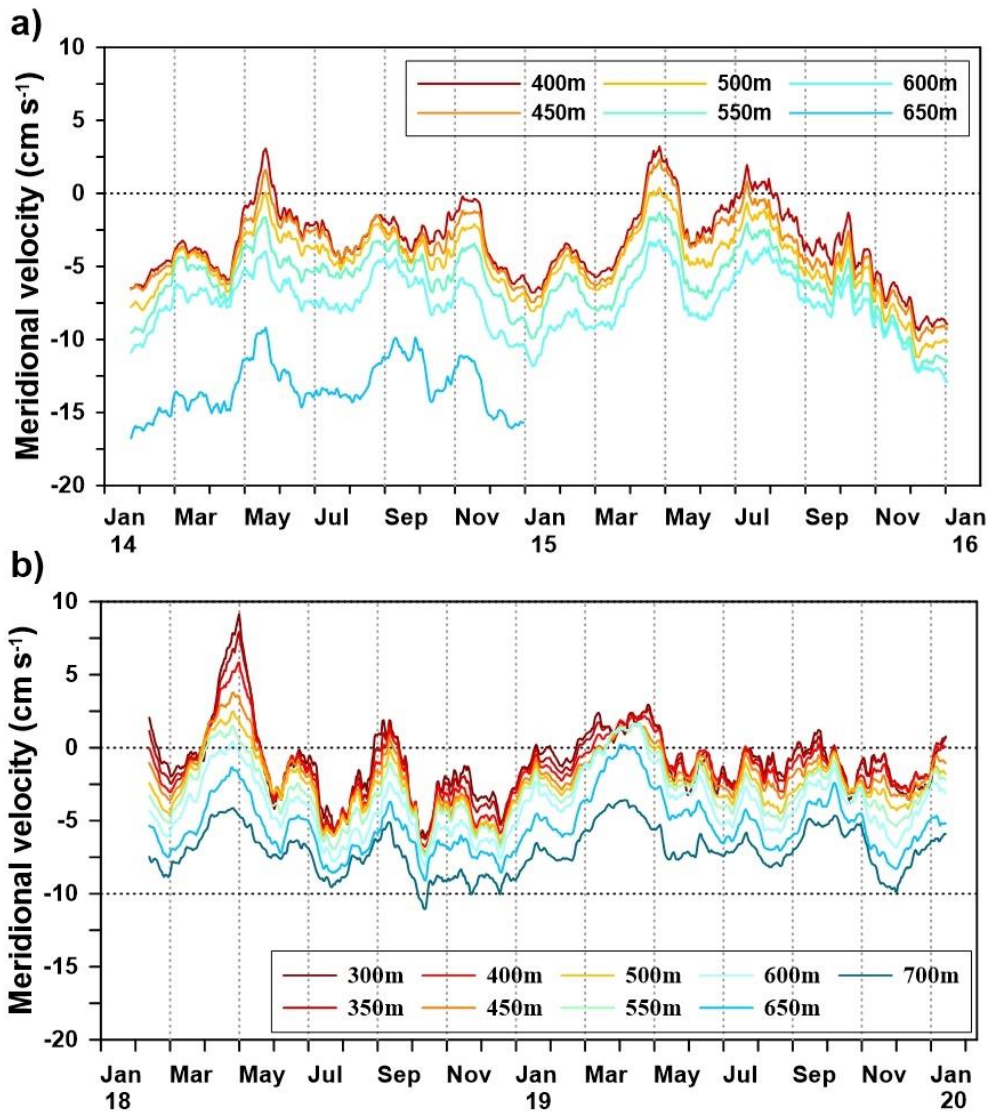 a)
Meridional velocity (cm s-1)
10
5
0
-5
-10
-15
-20
400m 500m 600m
450m 550m 650m
Jan Mar May Jul Sep Nov Jan Mar May Jul Sep Nov Jan
14 15 16
b)
Meridional velocity (cm s-1)
10
5
0
-5
-10
-15
-20
300m 400m 500m 600m 700m
350m 450m 550m 650m
Jan Mar May Jul Sep Nov Jan Mar May Jul Sep Nov Jan
18 19 20